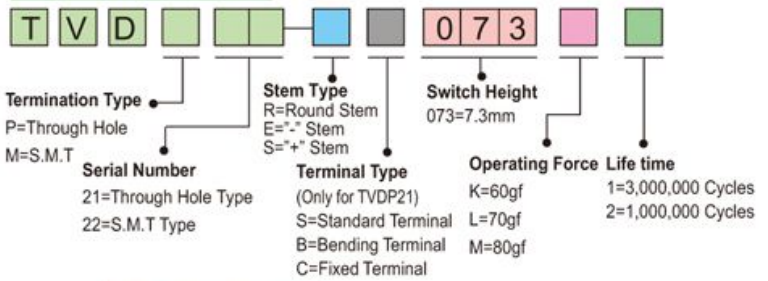 T V D - 0 7 3
Termination Type
P=Through Hole
M=S.M.T
Serial Number
21=Through Hole Type
22=S.M.T Type
Stem Type
R=Round Stem
E="-" Stem
S="+" Stem
Terminal Type
(Only for TVDP21)
S=Standard Terminal
B=Bending Terminal
C=Fixed Terminal
Switch Height
073=7.3mm
Operating Force
K=60gf
L=70gf
M=80gf
Life time
1=3,000,000 Cycles
2=1,000,000 Cycles